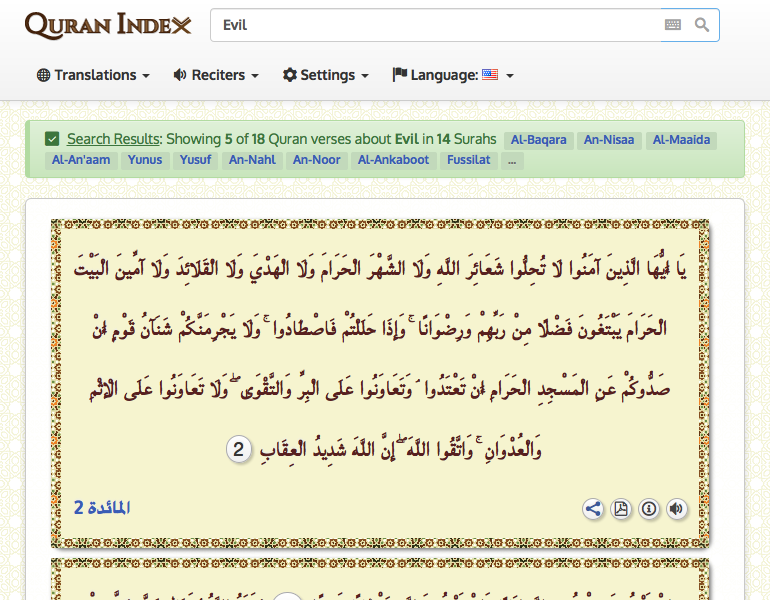 QURAN INDEX
Evil
Translations Reciters Settings Language:
Search Results: Showing 5 of 18 Quran verses about Evil in 14 Surahs Al-Baqara An-Nisaa Al-Maaida
Al-An'aam Yunus Yusuf An-Nahl An-Noor Al-Ankaboot Fussilat ...
يَا أَيُّهَا الَّذِينَ آمَنُوا لَا تُحِلُّوا شَعَائِرَ اللَّهِ وَلَا الشَّهْرَ الْحَرَامَ وَلَا الْهَدْيَ وَلَا الْقَلَائِدَ وَلَا آمِّينَ الْبَيْتَ
الْحَرَامَ يَبْتَغُونَ فَضْلًا مِنْ رَبِّهِمْ وَرِضْوَانًا ۚ وَإِذَا حَلَلْتُمْ فَاصْطَادُوا ۚ وَلَا يَجْرِمَنَّكُمْ شَنَآنُ قَوْمٍ أَنْ
صَدُّوكُمْ عَنِ الْمَسْجِدِ الْحَرَامِ أَنْ تَعْتَدُوا ۘ وَتَعَاوَنُوا عَلَى الْبِرِّ وَالتَّقْوَىٰ ۖ وَلَا تَعَاوَنُوا عَلَى الْإِثْمِ
وَالْعُدْوَانِ ۚ وَاتَّقُوا اللَّهَ ۖ إِنَّ اللَّهَ شَدِيدُ الْعِقَابِ 2
المائدة 2